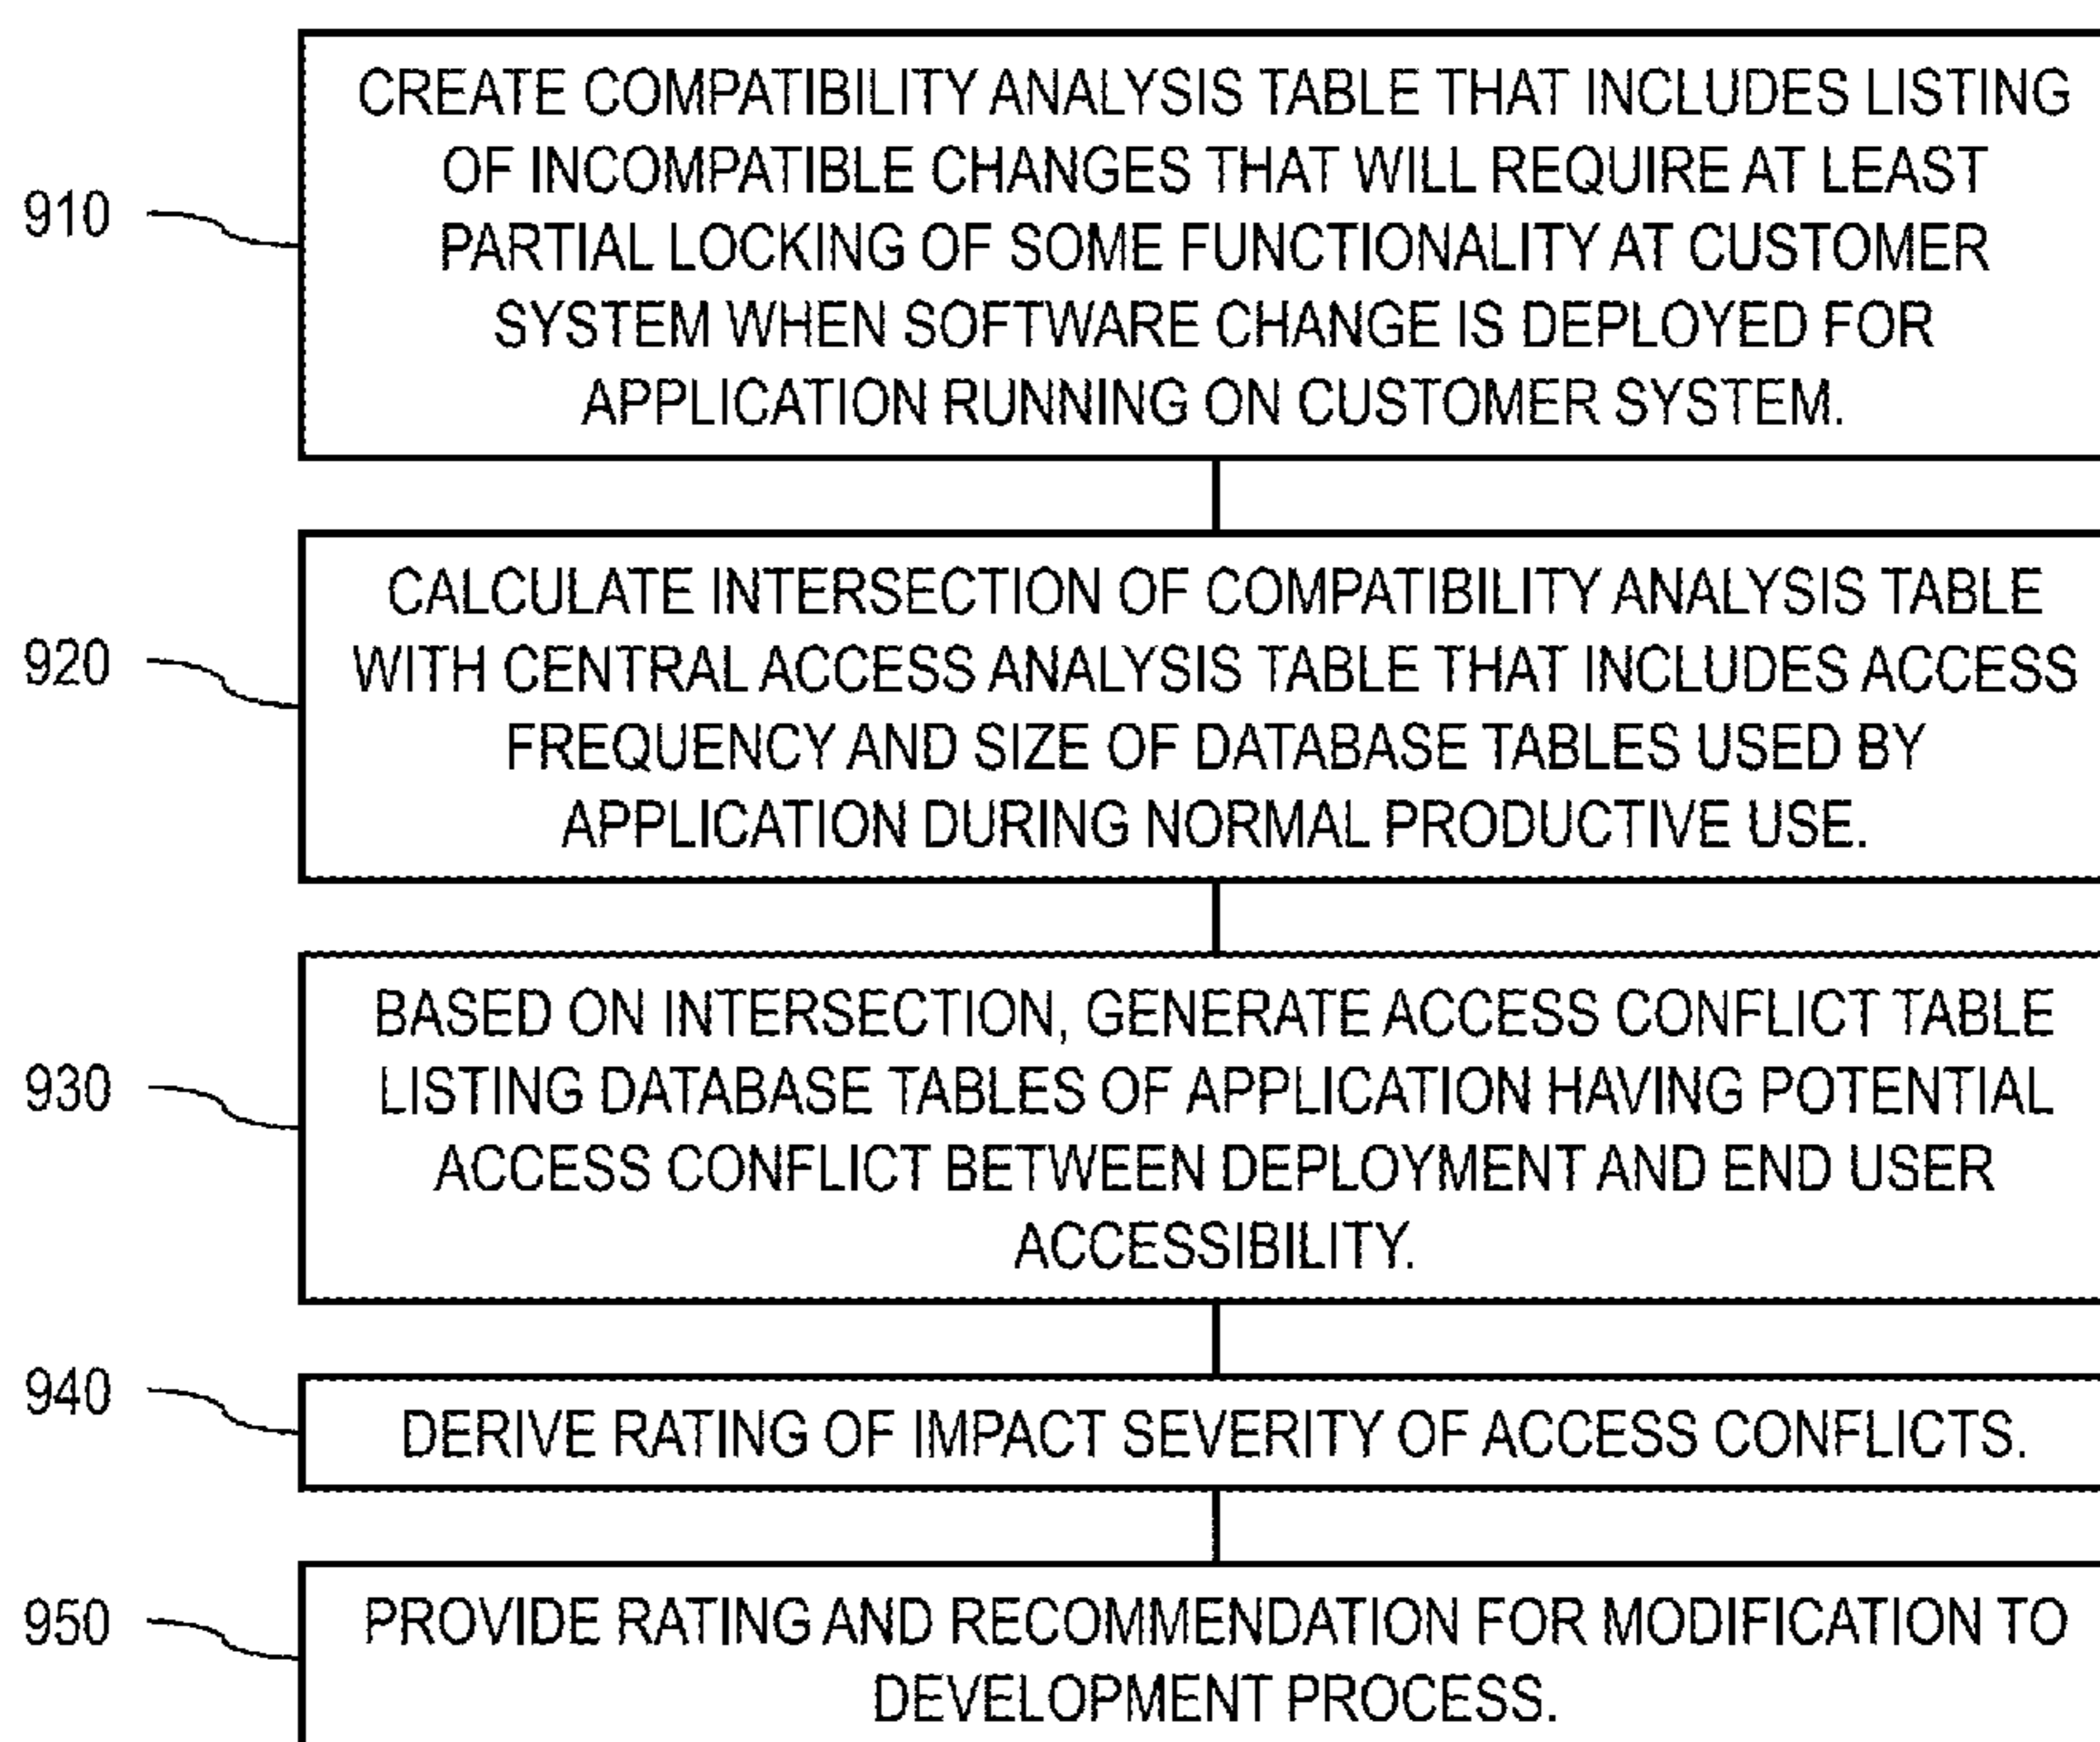 910
CREATE COMPATIBILITY ANALYSIS TABLE THAT INCLUDES LISTING
OF INCOMPATIBLE CHANGES THAT WILL REQUIRE AT LEAST
PARTIAL LOCKING OF SOME FUNCTIONALITY AT CUSTOMER
SYSTEM WHEN SOFTWARE CHANGE IS DEPLOYED FOR
APPLICATION RUNNING ON CUSTOMER SYSTEM.
920
CALCULATE INTERSECTION OF COMPATIBILITY ANALYSIS TABLE
WITH CENTRAL ACCESS ANALYSIS TABLE THAT INCLUDES ACCESS
FREQUENCY AND SIZE OF DATABASE TABLES USED BY
APPLICATION DURING NORMAL PRODUCTIVE USE.
930
BASED ON INTERSECTION, GENERATE ACCESS CONFLICT TABLE
LISTING DATABASE TABLES OF APPLICATION HAVING POTENTIAL
ACCESS CONFLICT BETWEEN DEPLOYMENT AND END USER
ACCESSIBILITY.
940
DERIVE RATING OF IMPACT SEVERITY OF ACCESS CONFLICTS.
950
PROVIDE RATING AND RECOMMENDATION FOR MODIFICATION TO
DEVELOPMENT PROCESS.